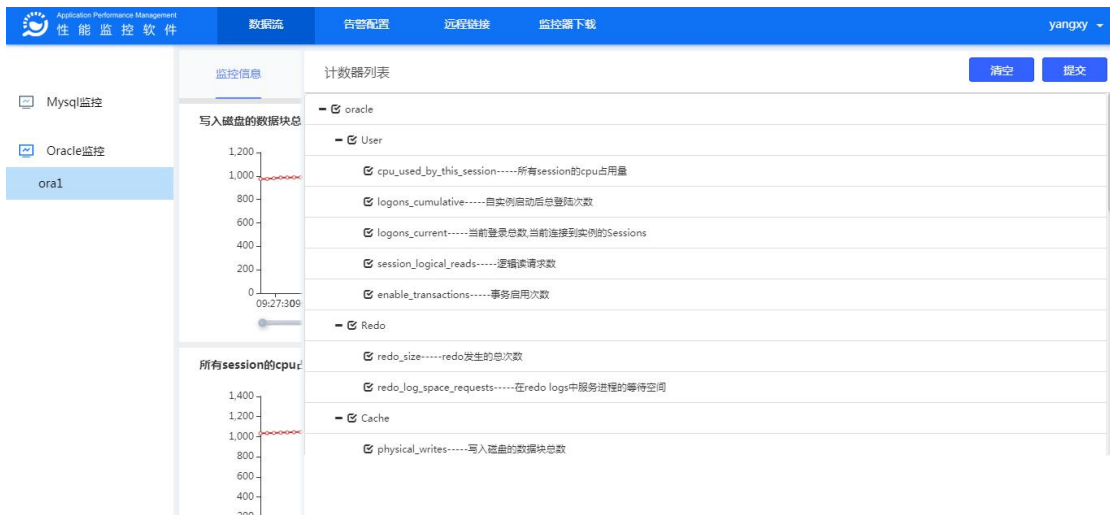 Application Performance Management
性能监控软件
数据流
告警配置
远程链接
监控器下载
yangxy
Mysql监控
Oracle监控
ora1
监控信息
写入磁盘的数据块总
1,200
1,000
800
600
400
200
0
09:27:30
所有session的cpu
1,400
1,200
1,000
800
600
400
计数器列表
清空
提交
oracle
User
cpu_used_by_this_session-----所有session的cpu占用量
logons_cumulative-----自实例启动后总登陆次数
logons_current-----当前登录总数,当前连接到实例的Sessions
session_logical_reads-----逻辑读请求数
enable_transactions-----事务启用次数
Redo
redo_size-----redo发生的总次数
redo_log_space_requests-----在redo logs中服务进程的等待空间
Cache
physical_writes-----写入磁盘的数据块总数